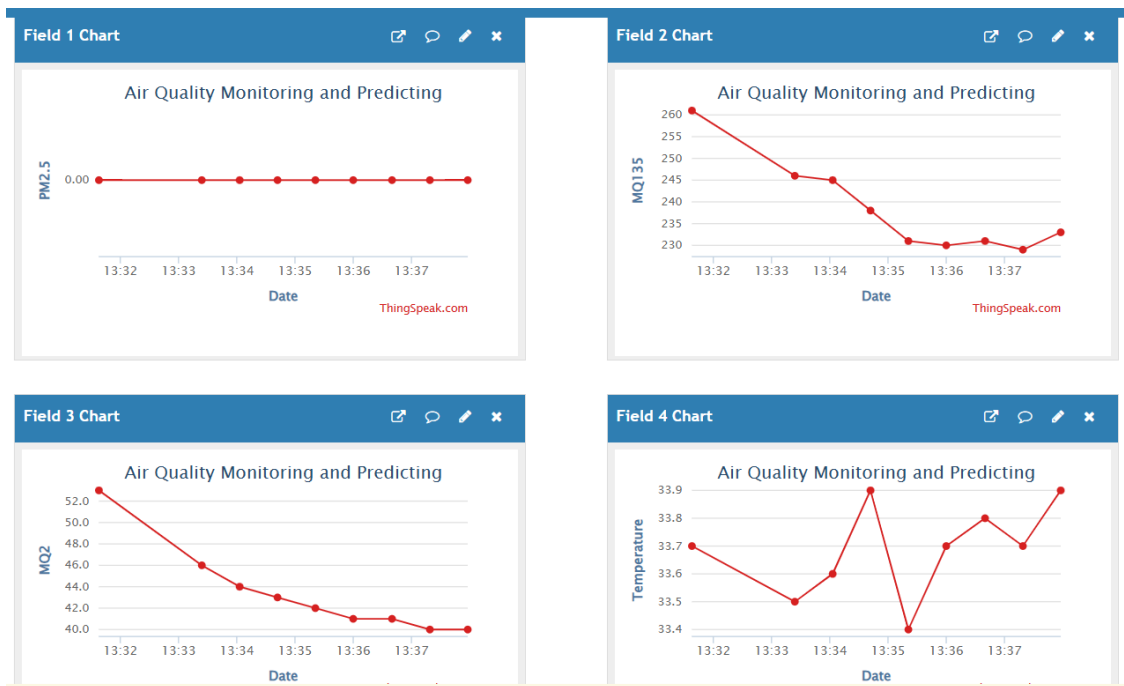 Field 1 Chart
Air Quality Monitoring and Predicting
PM2.5
0.00
13:32 13:33 13:34 13:35 13:36 13:37
Date
ThingSpeak.com
Field 2 Chart
Air Quality Monitoring and Predicting
MQ135
260
255
250
245
240
235
230
13:32 13:33 13:34 13:35 13:36 13:37
Date
ThingSpeak.com
Field 3 Chart
Air Quality Monitoring and Predicting
MQ2
52.0
50.0
48.0
46.0
44.0
42.0
40.0
13:32 13:33 13:34 13:35 13:36 13:37
Date
Field 4 Chart
Air Quality Monitoring and Predicting
Temperature
33.9
33.8
33.7
33.6
33.5
33.4
13:32 13:33 13:34 13:35 13:36 13:37
Date